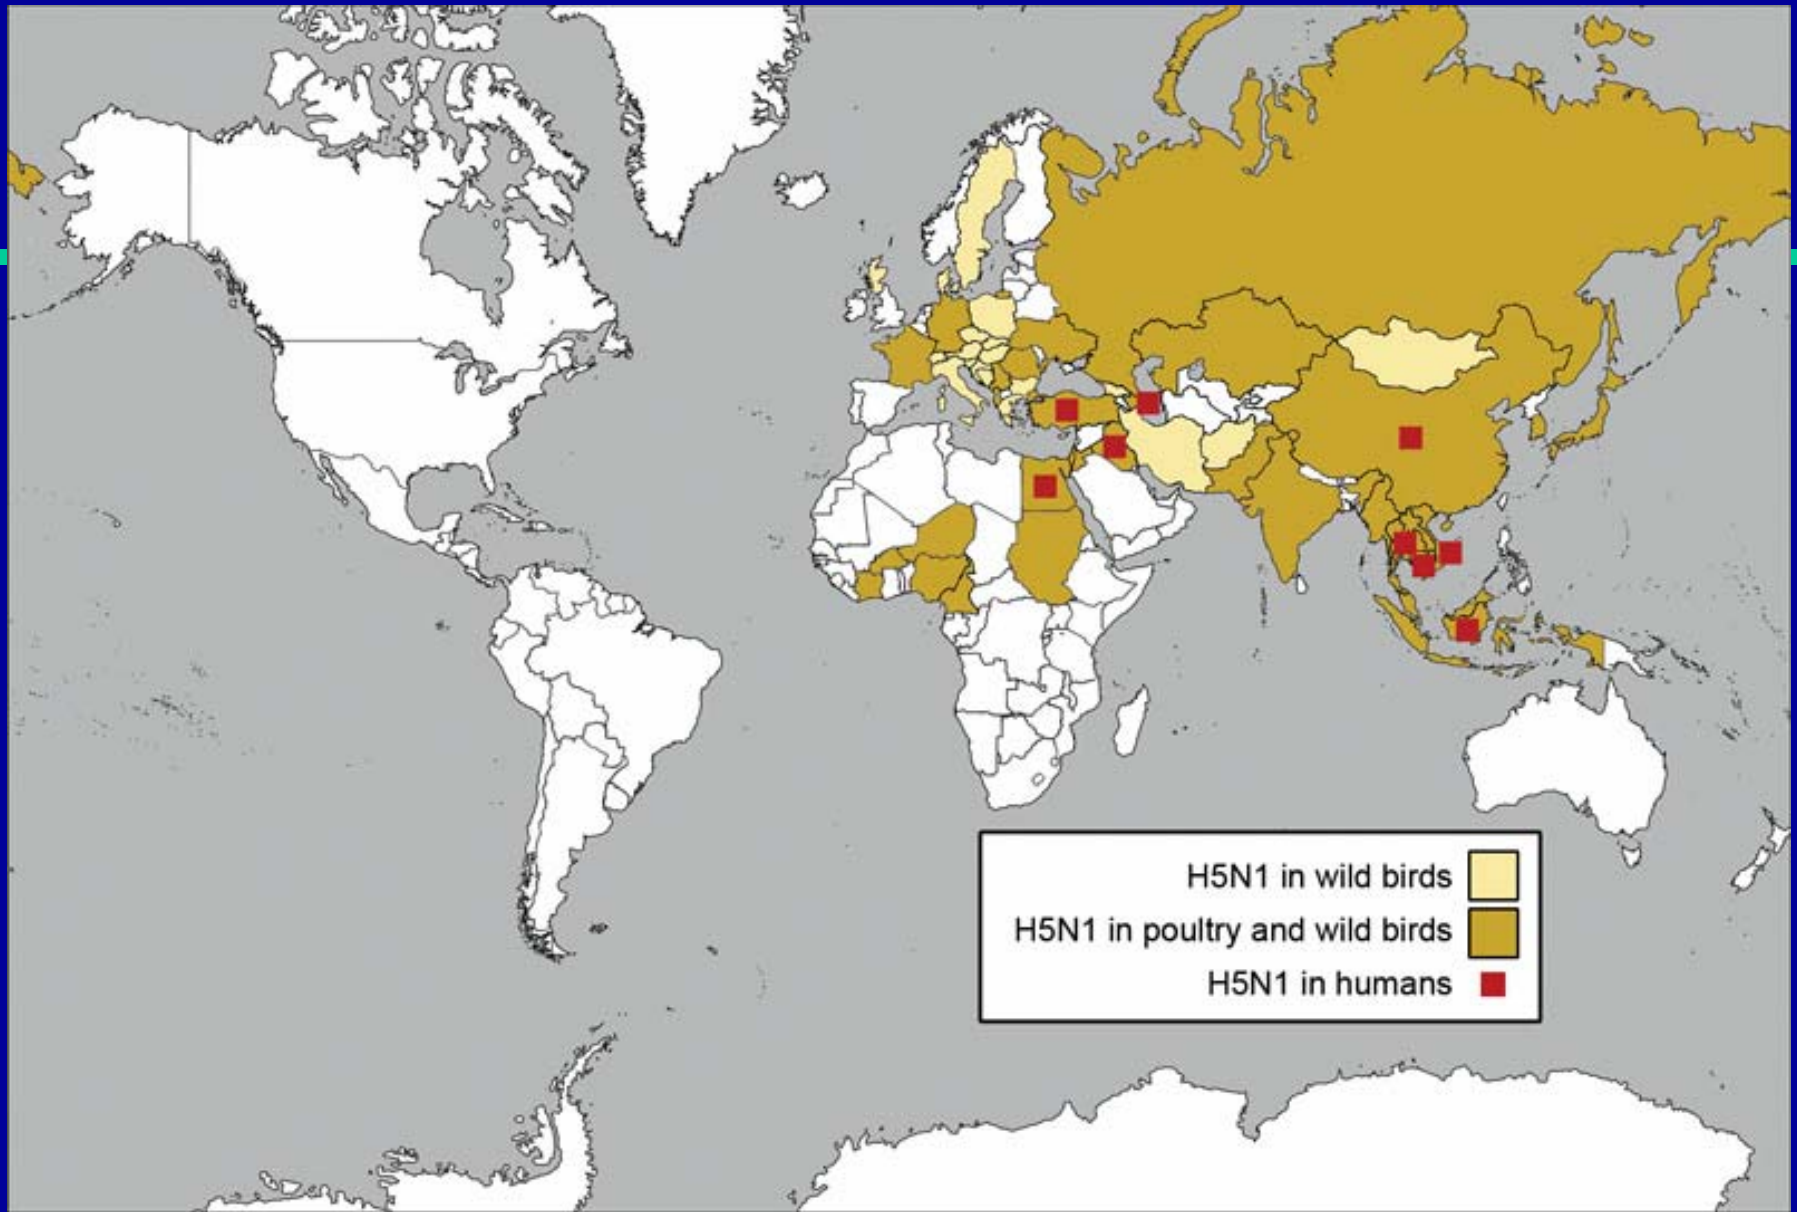 H5N1 in wild birds
H5N1 in poultry and wild birds
H5N1 in humans